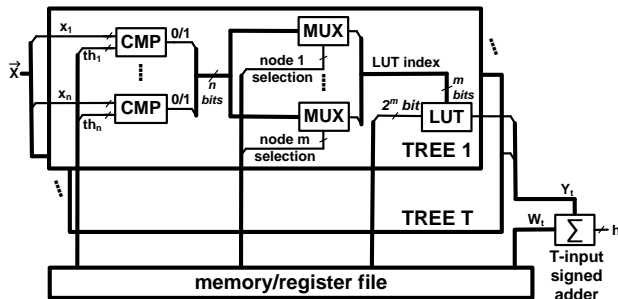 X
x1
th1
CMP
0/1
xn
thn
CMP
0/1
n
bits
MUX
node 1
selection
MUX
node m
selection
LUT index
m
bits
2^m bit
LUT
TREE 1
TREE T
Yt
Wt
Σ
h
T-input
signed
adder
memory/register file